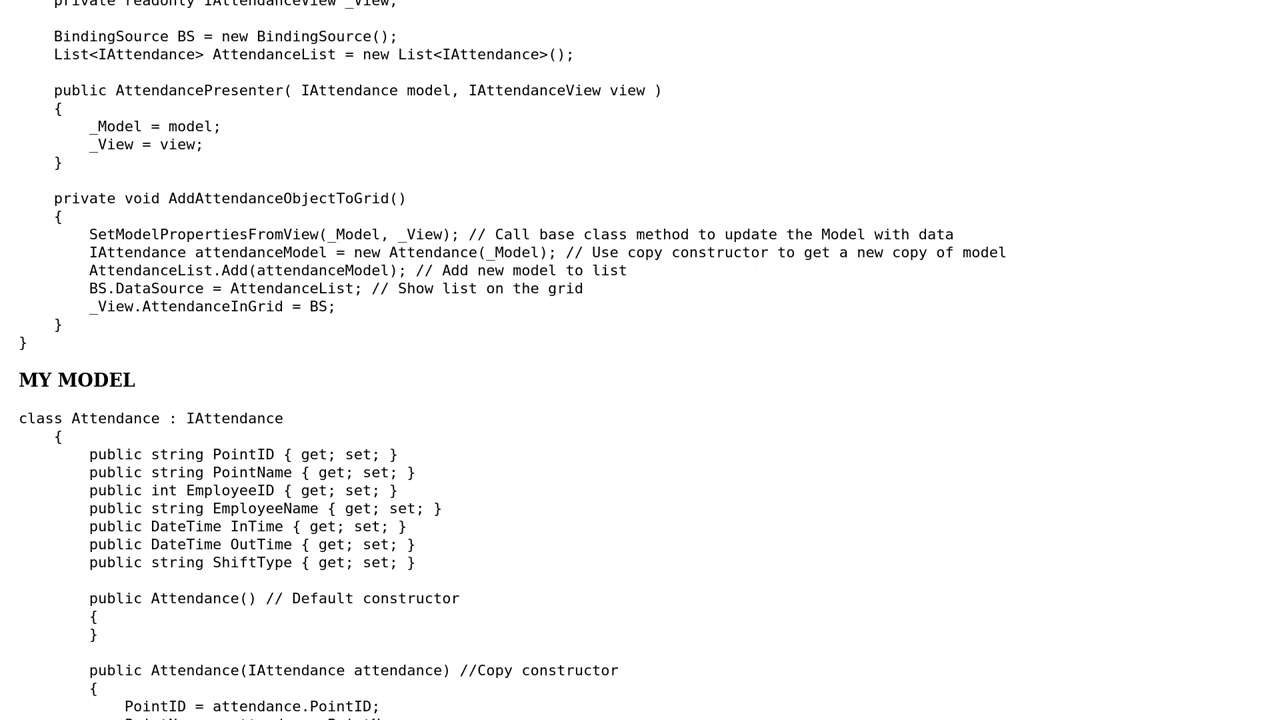 private readonly IAttendanceView _View;
BindingSource BS = new BindingSource();
List<IAttendance> AttendanceList = new List<IAttendance>();
public AttendancePresenter( IAttendance model, IAttendanceView view )
{
_Model = model;
_View = view;
}
private void AddAttendanceObjectToGrid()
{
SetModelPropertiesFromView(_Model, _View); // Call base class method to update the Model with data
IAttendance attendanceModel = new Attendance(_Model); // Use copy constructor to get a new copy of model
AttendanceList.Add(attendanceModel); // Add new model to list
BS.DataSource = AttendanceList; // Show list on the grid
_View.AttendanceInGrid = BS;
}
}
MY MODEL
class Attendance : IAttendance
{
public string PointID { get; set; }
public string PointName { get; set; }
public int EmployeeID { get; set; }
public string EmployeeName { get; set; }
public DateTime InTime { get; set; }
public DateTime OutTime { get; set; }
public string ShiftType { get; set; }
public Attendance() // Default constructor
{
}
public Attendance(IAttendance attendance) //Copy constructor
{
PointID = attendance.PointID;